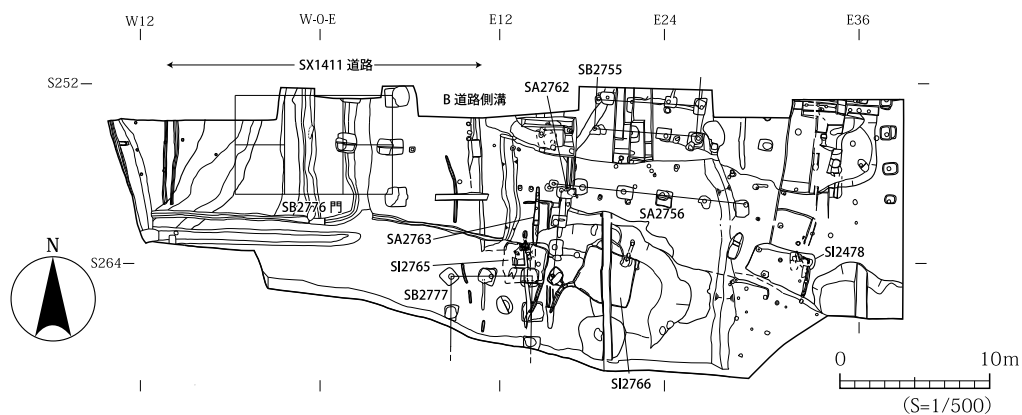 W12
W-0-E
E12
E24
E36
SX1411 道路
SB2755
S252
SA2762
B 道路側溝
SB2776 門
SA2756
SA2763
N
SI2765
SI2478
S264
SB2777
0
10m
SI2766
(S=1/500)